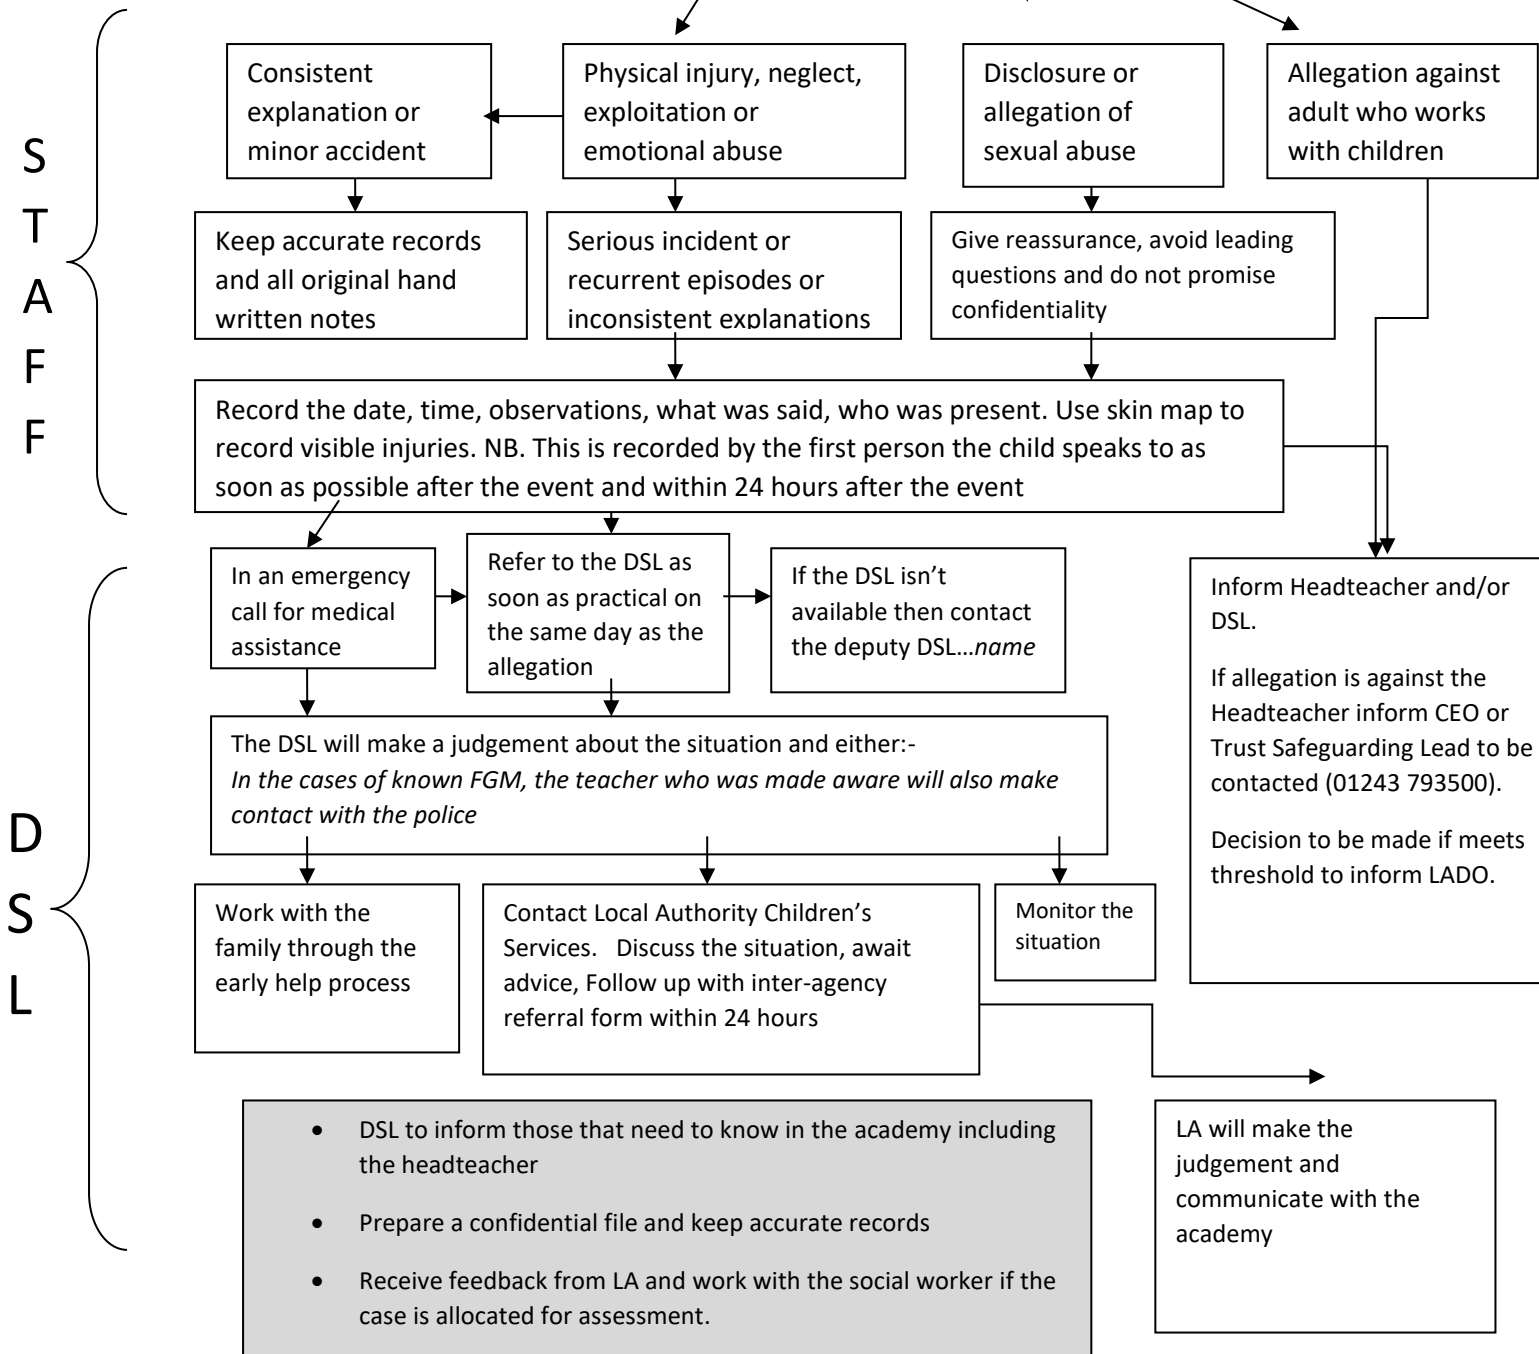 S
T
A
F
F
Consistent
explanation or
minor accident
Physical injury, neglect,
exploitation or
emotional abuse
Disclosure or
allegation of
sexual abuse
Allegation against
adult who works
with children
Keep accurate records
and all original hand
written notes
Serious incident or
recurrent episodes or
inconsistent explanations
Give reassurance, avoid leading
questions and do not promise
confidentiality
Record the date, time, observations, what was said, who was present. Use skin map to
record visible injuries. NB. This is recorded by the first person the child speaks to as
soon as possible after the event and within 24 hours after the event
D
S
L
In an emergency
call for medical
assistance
Refer to the DSL as
soon as practical on
the same day as the
allegation
If the DSL isn’t
available then contact
the deputy DSL…name
Inform Headteacher and/or
DSL.
If allegation is against the
Headteacher inform CEO or
Trust Safeguarding Lead to be
contacted (01243 793500).
Decision to be made if meets
threshold to inform LADO.
The DSL will make a judgement about the situation and either:-
In the cases of known FGM, the teacher who was made aware will also make
contact with the police
Work with the
family through the
early help process
Contact Local Authority Children’s
Services.   Discuss the situation, await
advice, Follow up with inter-agency
referral form within 24 hours
Monitor the
situation
• DSL to inform those that need to know in the academy including
the headteacher
• Prepare a confidential file and keep accurate records
• Receive feedback from LA and work with the social worker if the
case is allocated for assessment.
LA will make the
judgement and
communicate with the
academy